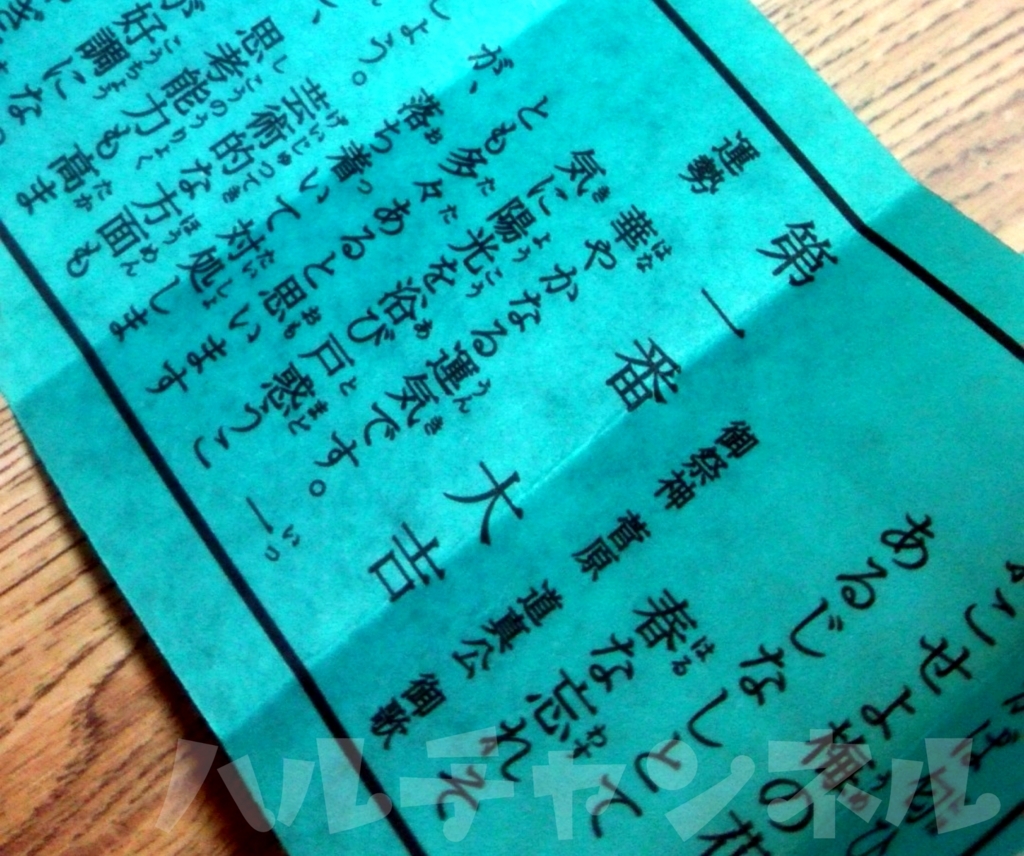 こせよ梅の花
あるじなしとて
春な忘れそ
御祭神 菅原 道真公 御歌
第一番 大吉
運勢
華やかなる運気です。一
気に陽光を浴び戸惑うこ
とも多々あると思います
が、落ち着いて対処しま
しょう。芸術的な方面も
思考能力も高ま
好調にな
ハルチャンネル